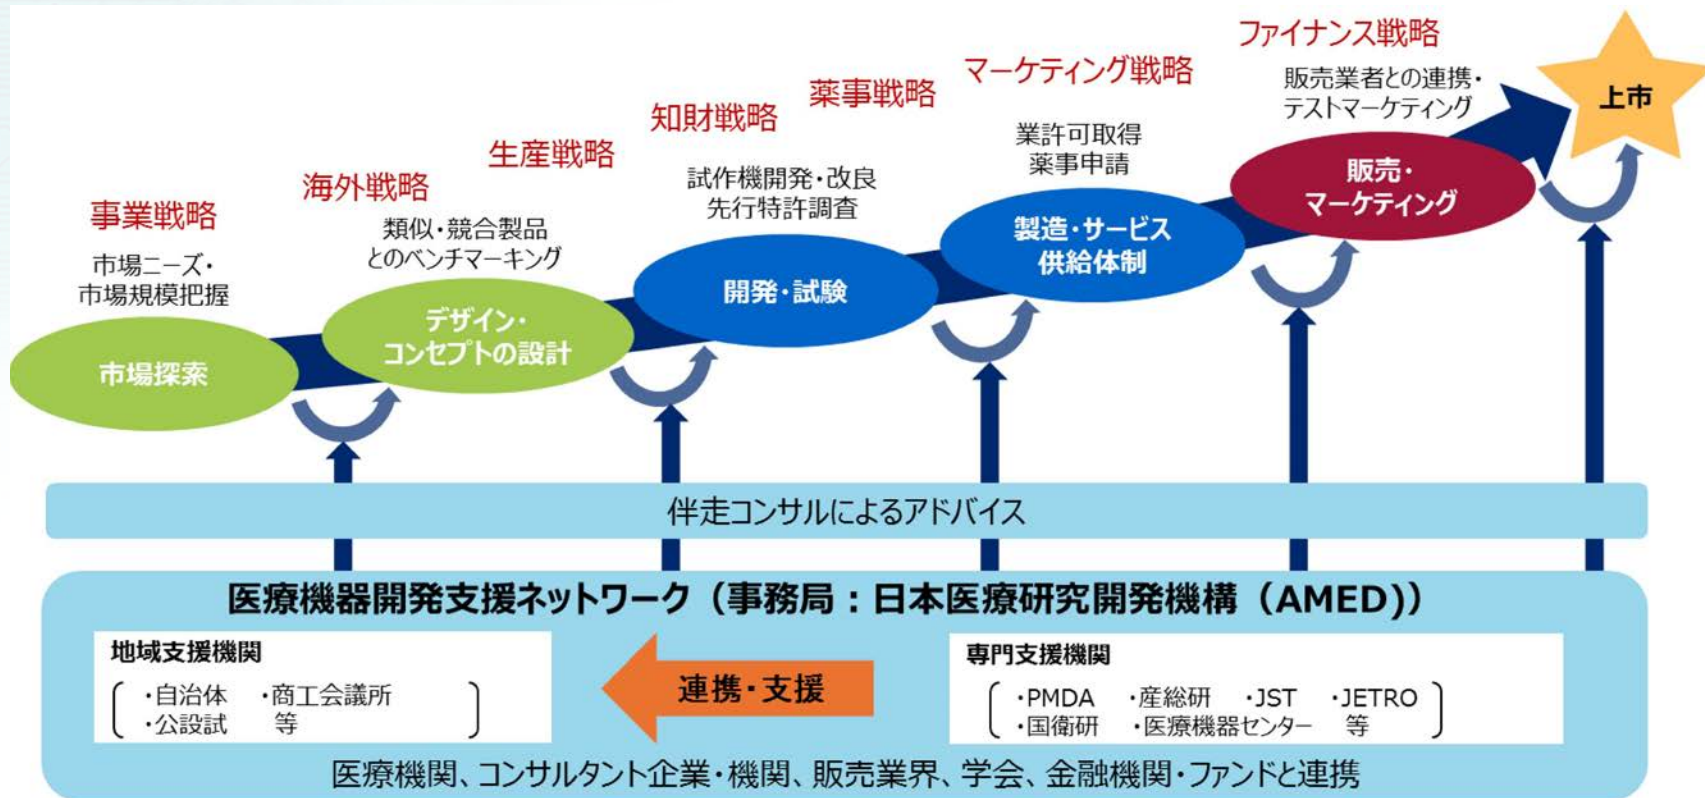 事業戦略
市場ニーズ・
市場規模把握
市場探索
海外戦略
類似・競合製品
とのベンチマーキング
デザイン・
コンセプトの設計
生産戦略
知財戦略
試作機開発・改良
先行特許調査
開発・試験
薬事戦略
マーケティング戦略
業許可取得
薬事申請
製造・サービス
供給体制
ファイナンス戦略
販売業者との連携・
テストマーケティング
販売・
マーケティング
上市
伴走コンサルによるアドバイス
医療機器開発支援ネットワーク（事務局：日本医療研究開発機構（AMED)）
地域支援機関
・自治体 ・商工会議所
・公設試 等
連携・支援
専門支援機関
・PMDA ・産総研 ・JST ・JETRO
・国衛研 ・医療機器センター 等
医療機関、コンサルタント企業・機関、販売業界、学会、金融機関・ファンドと連携